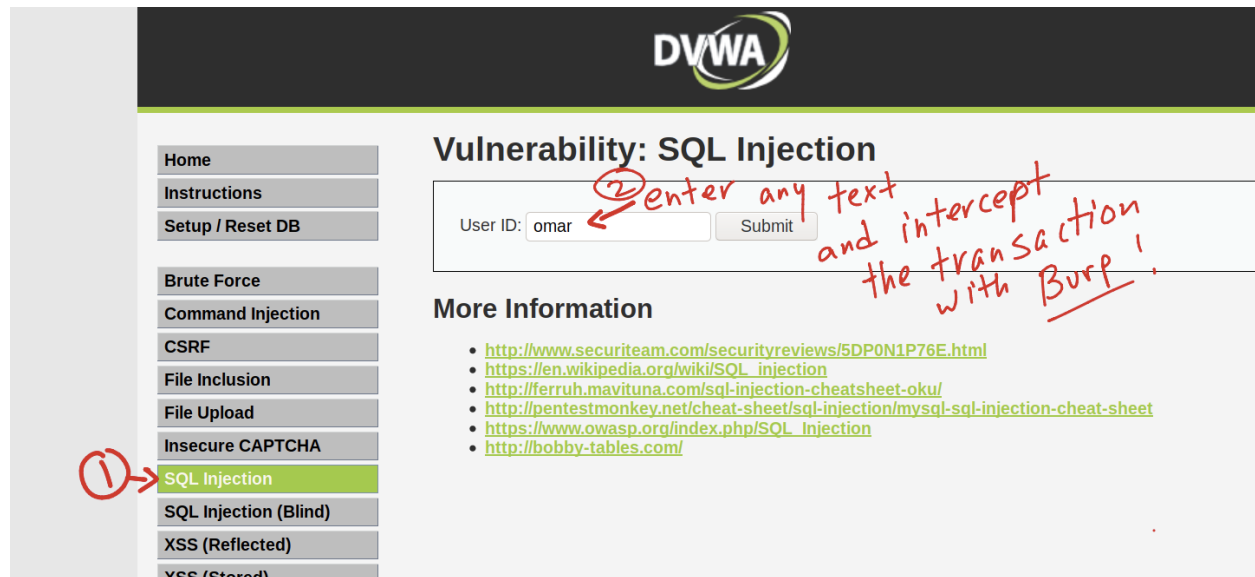 DVWA
Home
Instructions
Setup / Reset DB
Brute Force
Command Injection
CSRF
File Inclusion
File Upload
Insecure CAPTCHA
① SQL Injection
SQL Injection (Blind)
XSS (Reflected)
XSS (Stored)
Vulnerability: SQL Injection
② enter any text
and intercept
the transaction
with Burp!
User ID: omar Submit
More Information
http://www.securiteam.com/securityreviews/5DP0N1P76E.html
https://en.wikipedia.org/wiki/SQL_injection
http://ferruh.mavituna.com/sql-injection-cheatsheet-oku/
http://pentestmonkey.net/cheat-sheet/sql-injection/mysql-sql-injection-cheat-sheet
https://www.owasp.org/index.php/SQL_Injection
http://bobby-tables.com/